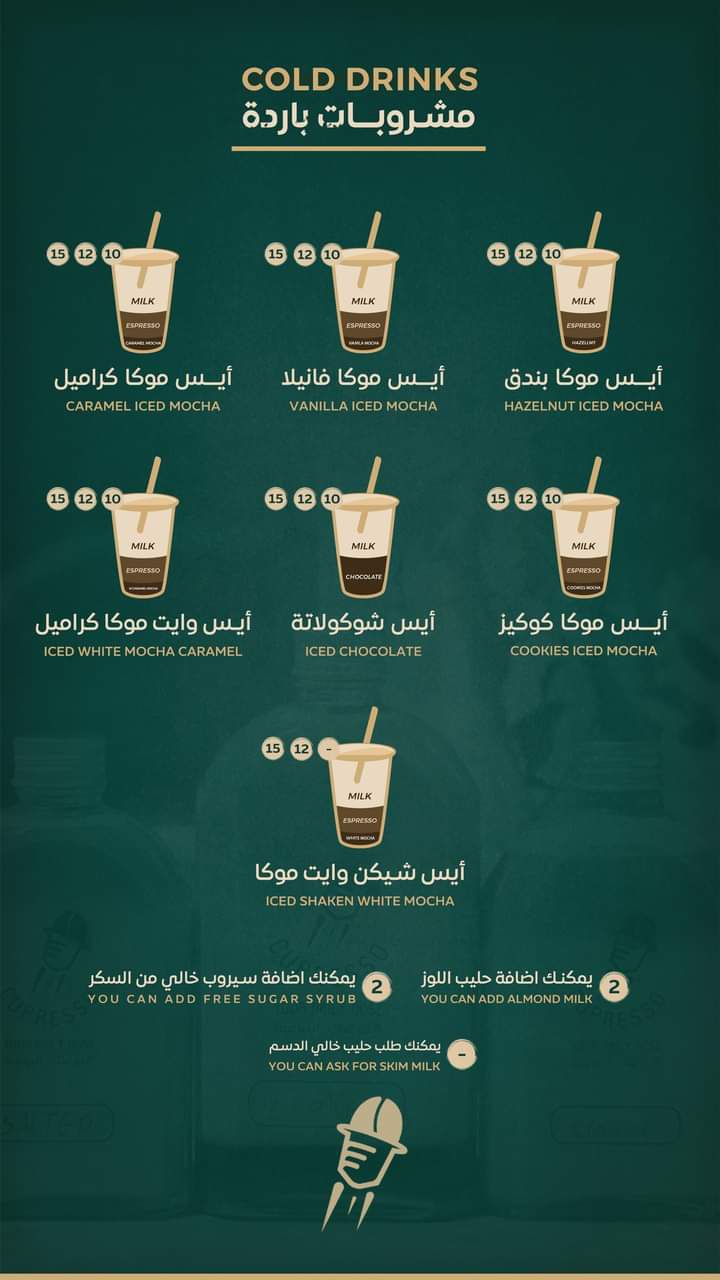 COLD DRINKS
مشروبات باردة
15 12 10
MILK
ESPRESSO
CARAMEL MOCHA
أيس موكا كراميل
CARAMEL ICED MOCHA
15 12 10
MILK
ESPRESSO
VANILA MOCHA
أيس موكا فانيلا
VANILLA ICED MOCHA
15 12 10
MILK
ESPRESSO
HAZELNUT
أيس موكا بندق
HAZELNUT ICED MOCHA
15 12 10
MILK
ESPRESSO
أيس وايت موكا كراميل
ICED WHITE MOCHA CARAMEL
15 12 10
MILK
CHOCOLATE
أيس شوكولاتة
ICED CHOCOLATE
15 12 10
MILK
ESPRESSO
COOKIES MOCHA
أيس موكا كوكيز
COOKIES ICED MOCHA
15 12 -
MILK
ESPRESSO
WHITE MOCHA
أيس شيكن وايت موكا
ICED SHAKEN WHITE MOCHA
يمكنك اضافة سيروب خالي من السكر 2
YOU CAN ADD FREE SUGAR SYRUB
يمكنك اضافة حليب اللوز 2
YOU CAN ADD ALMOND MILK
يمكنك طلب حليب خالي الدسم -
YOU CAN ASK FOR SKIM MILK